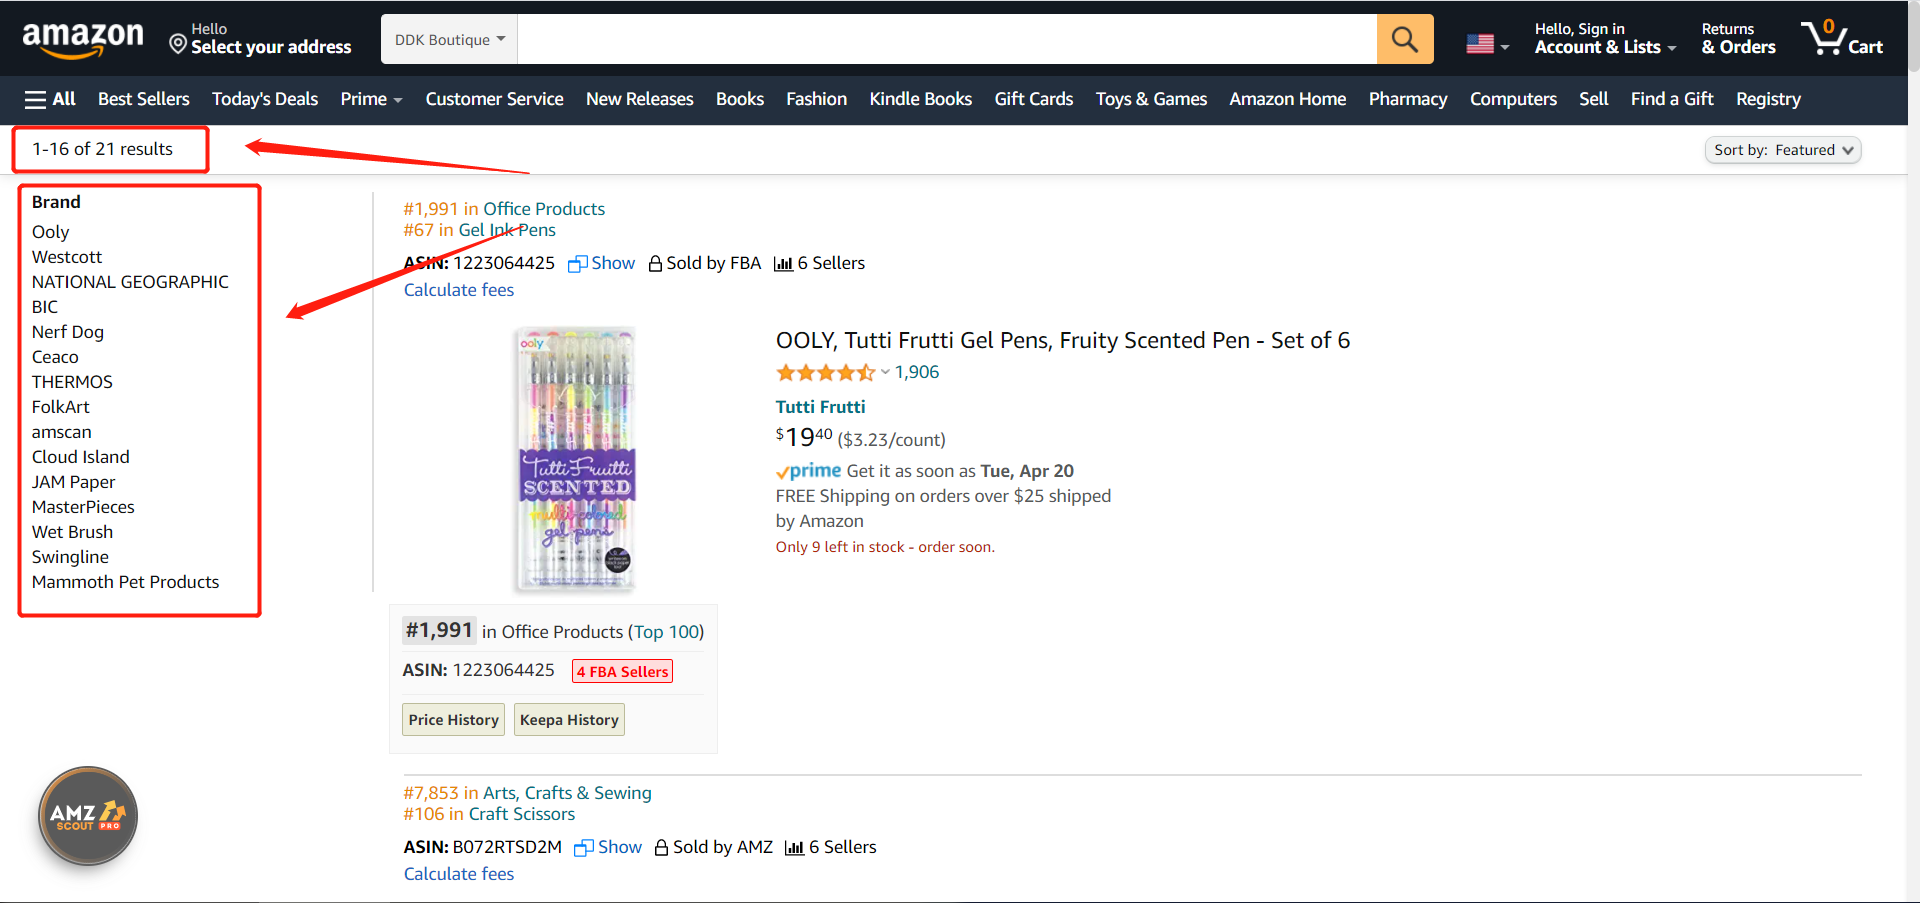 amazon
Hello
Select your address
DDK Boutique
Hello, Sign in
Account & Lists
Returns
& Orders
0
Cart
All
Best Sellers
Today's Deals
Prime
Customer Service
New Releases
Books
Fashion
Kindle Books
Gift Cards
Toys & Games
Amazon Home
Pharmacy
Computers
Sell
Find a Gift
Registry
1-16 of 21 results
Sort by: Featured
Brand
Ooly
Westcott
NATIONAL GEOGRAPHIC
BIC
Nerf Dog
Ceaco
THERMOS
FolkArt
amscan
Cloud Island
JAM Paper
MasterPieces
Wet Brush
Swingline
Mammoth Pet Products
#1,991 in Office Products
#67 in Gel Ink Pens
ASIN: 1223064425 Show Sold by FBA 6 Sellers
Calculate fees
ooly
Tutti Fruitti
SCENTED
multi-colored
gel pens
OOLY, Tutti Frutti Gel Pens, Fruity Scented Pen - Set of 6
1,906
Tutti Frutti
$19.40 ($3.23/count)
prime Get it as soon as Tue, Apr 20
FREE Shipping on orders over $25 shipped
by Amazon
Only 9 left in stock - order soon.
#1,991 in Office Products (Top 100)
ASIN: 1223064425 4 FBA Sellers
Price History
Keepa History
AMZ
SCOUT PRO
#7,853 in Arts, Crafts & Sewing
#106 in Craft Scissors
ASIN: B072RTSD2M Show Sold by AMZ 6 Sellers
Calculate fees